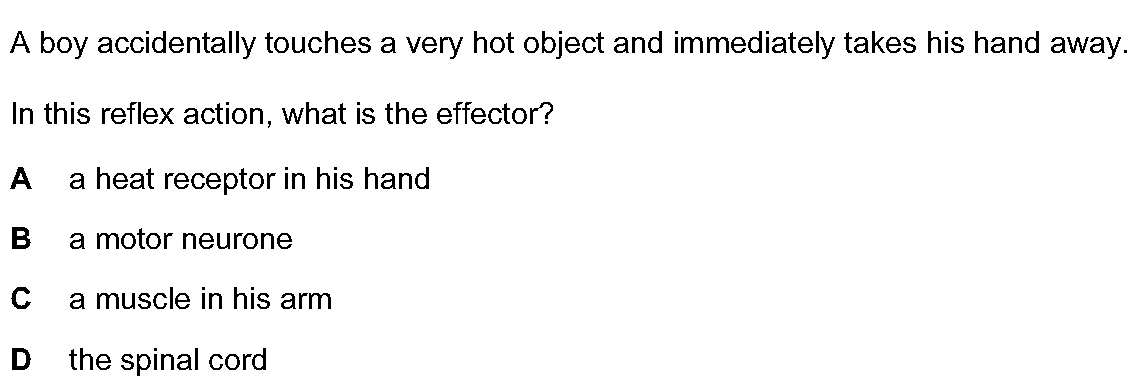 A boy accidentally touches a very hot object and immediately takes his hand away.
In this reflex action, what is the effector?
A a heat receptor in his hand
B a motor neurone
C a muscle in his arm
D the spinal cord